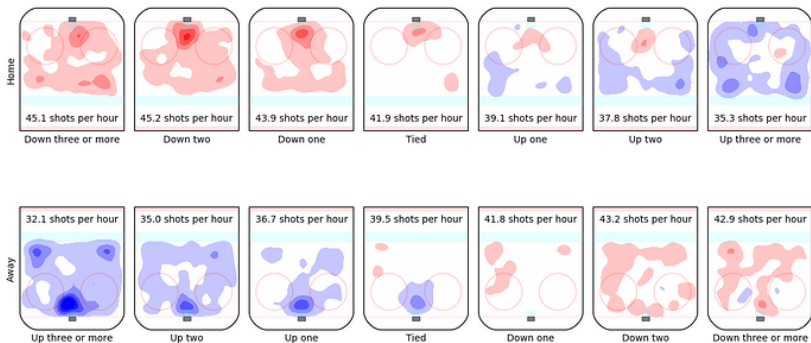 Home
45.1 shots per hour
45.2 shots per hour
43.9 shots per hour
41.9 shots per hour
39.1 shots per hour
37.8 shots per hour
35.3 shots per hour
Down three or more
Down two
Down one
Tied
Up one
Up two
Up three or more
Away
32.1 shots per hour
35.0 shots per hour
36.7 shots per hour
39.5 shots per hour
41.8 shots per hour
43.2 shots per hour
42.9 shots per hour
Up three or more
Up two
Up one
Tied
Down one
Down two
Down three or more